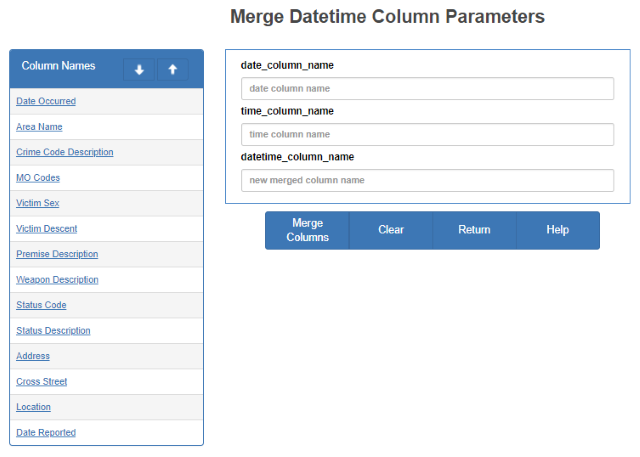 Merge Datetime Column Parameters
Column Names
Date Occurred
Area Name
Crime Code Description
MO Codes
Victim Sex
Victim Descent
Premise Description
Weapon Description
Status Code
Status Description
Address
Cross Street
Location
Date Reported
date_column_name
date column name
time_column_name
time column name
datetime_column_name
new merged column name
Merge
Columns
Clear
Return
Help